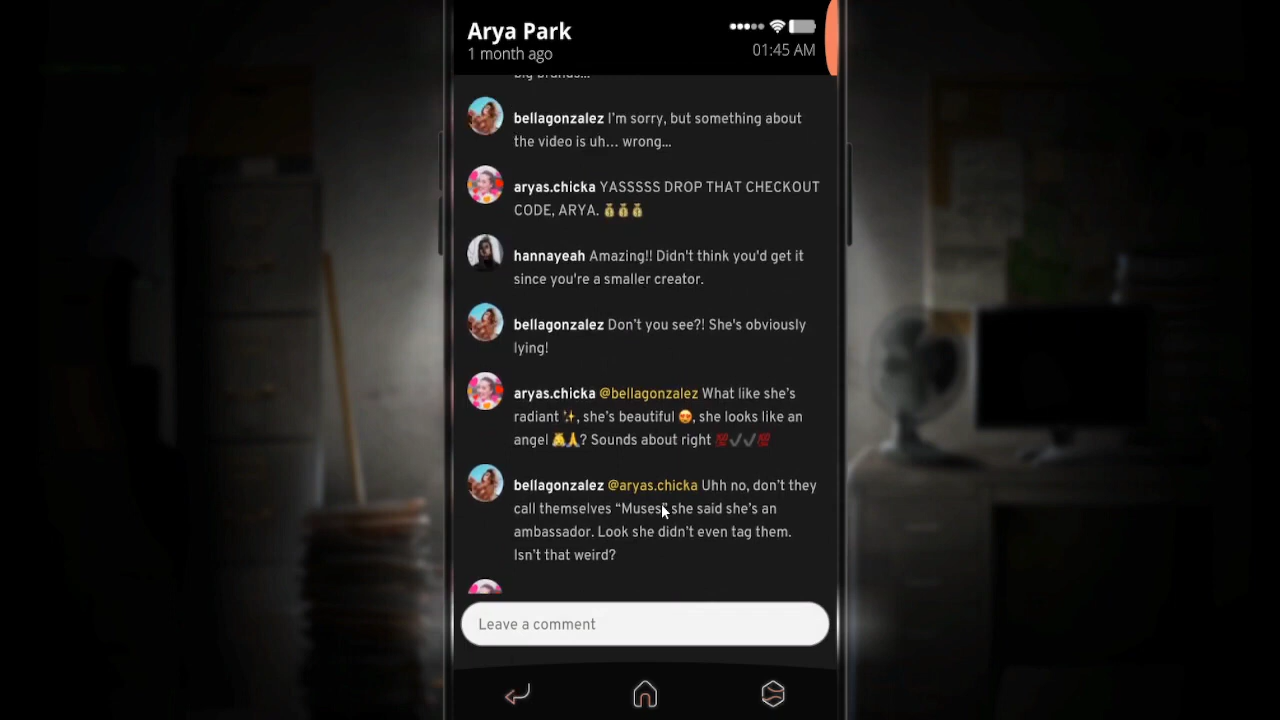 Arya Park
1 month ago
01:45 AM
big brands...
bellagonzalez I'm sorry, but something about
the video is uh... wrong...
aryas.chicka YASSSSS DROP THAT CHECKOUT
CODE, ARYA. 💰💰💰
hannayeah Amazing!! Didn't think you'd get it
since you're a smaller creator.
bellagonzalez Don't you see?! She's obviously
lying!
aryas.chicka @bellagonzalez What like she's
radiant ✨, she's beautiful 😍, she looks like an
angel 👼🙏? Sounds about right 💯✔✔💯
bellagonzalez @aryas.chicka Uhh no, don't they
call themselves “Muses” she said she's an
ambassador. Look she didn't even tag them.
Isn't that weird?
Leave a comment